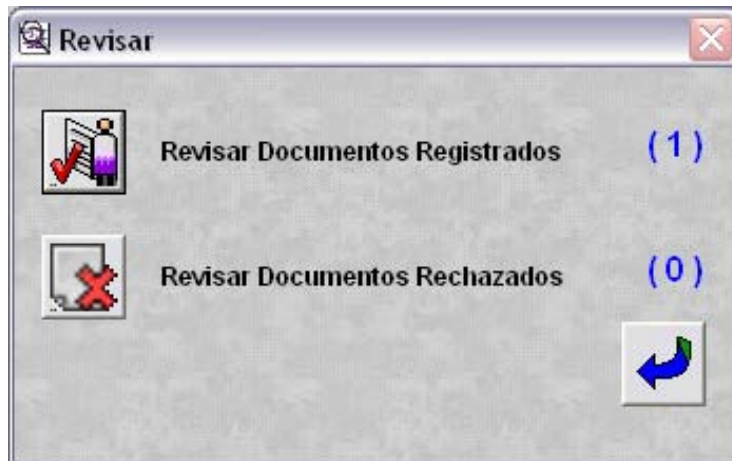 Revisar
Revisar Documentos Registrados (1)
Revisar Documentos Rechazados (0)